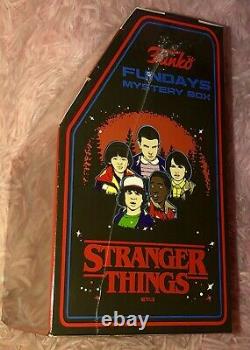 Funko
FUNDAYS
MYSTERY BOX
STRANGER
THINGS
NETFLIX